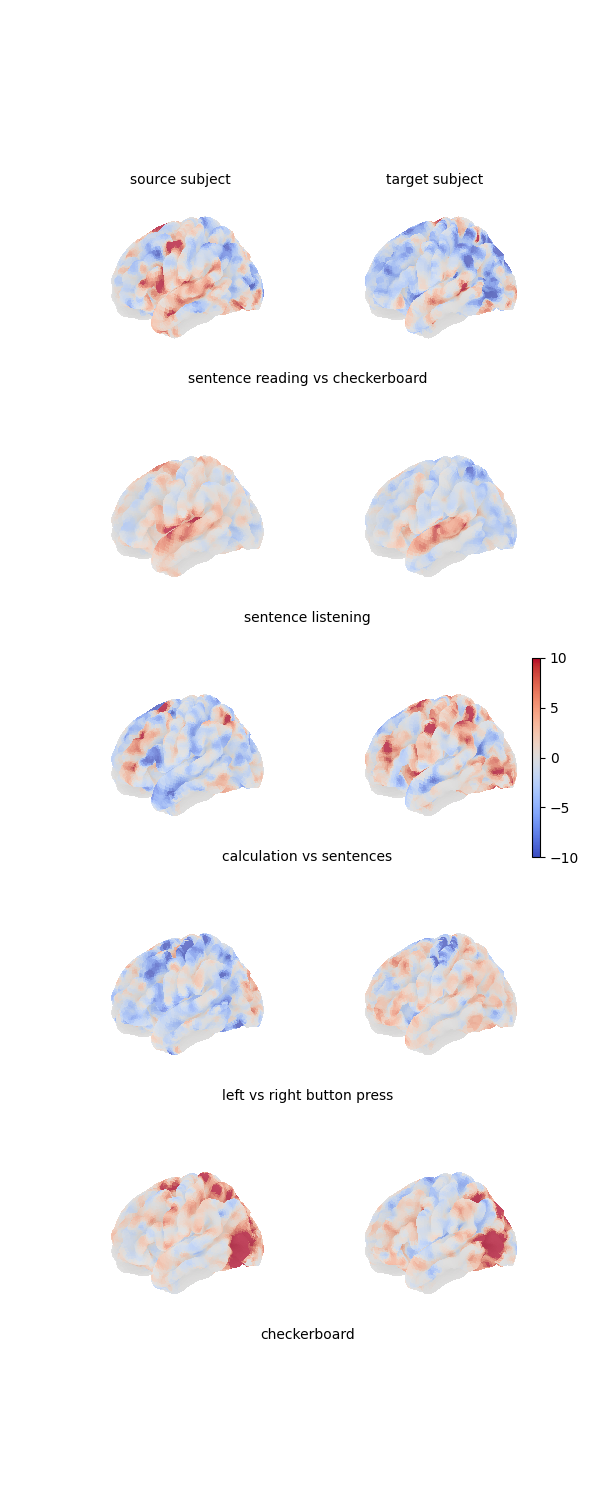 source subject
target subject
sentence reading vs checkerboard
sentence listening
10
5
0
−5
−10
calculation vs sentences
left vs right button press
checkerboard